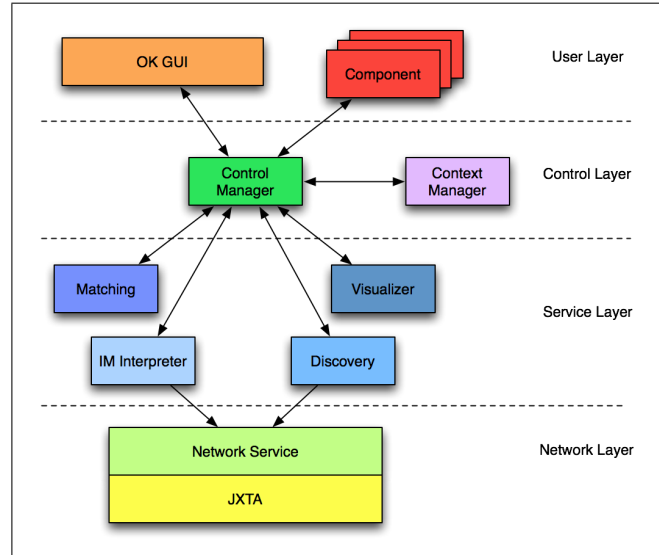 OK GUI
Component
User Layer
Control
Manager
Context
Manager
Control Layer
Matching
Visualizer
Service Layer
IM Interpreter
Discovery
Network Service
Network Layer
JXTA